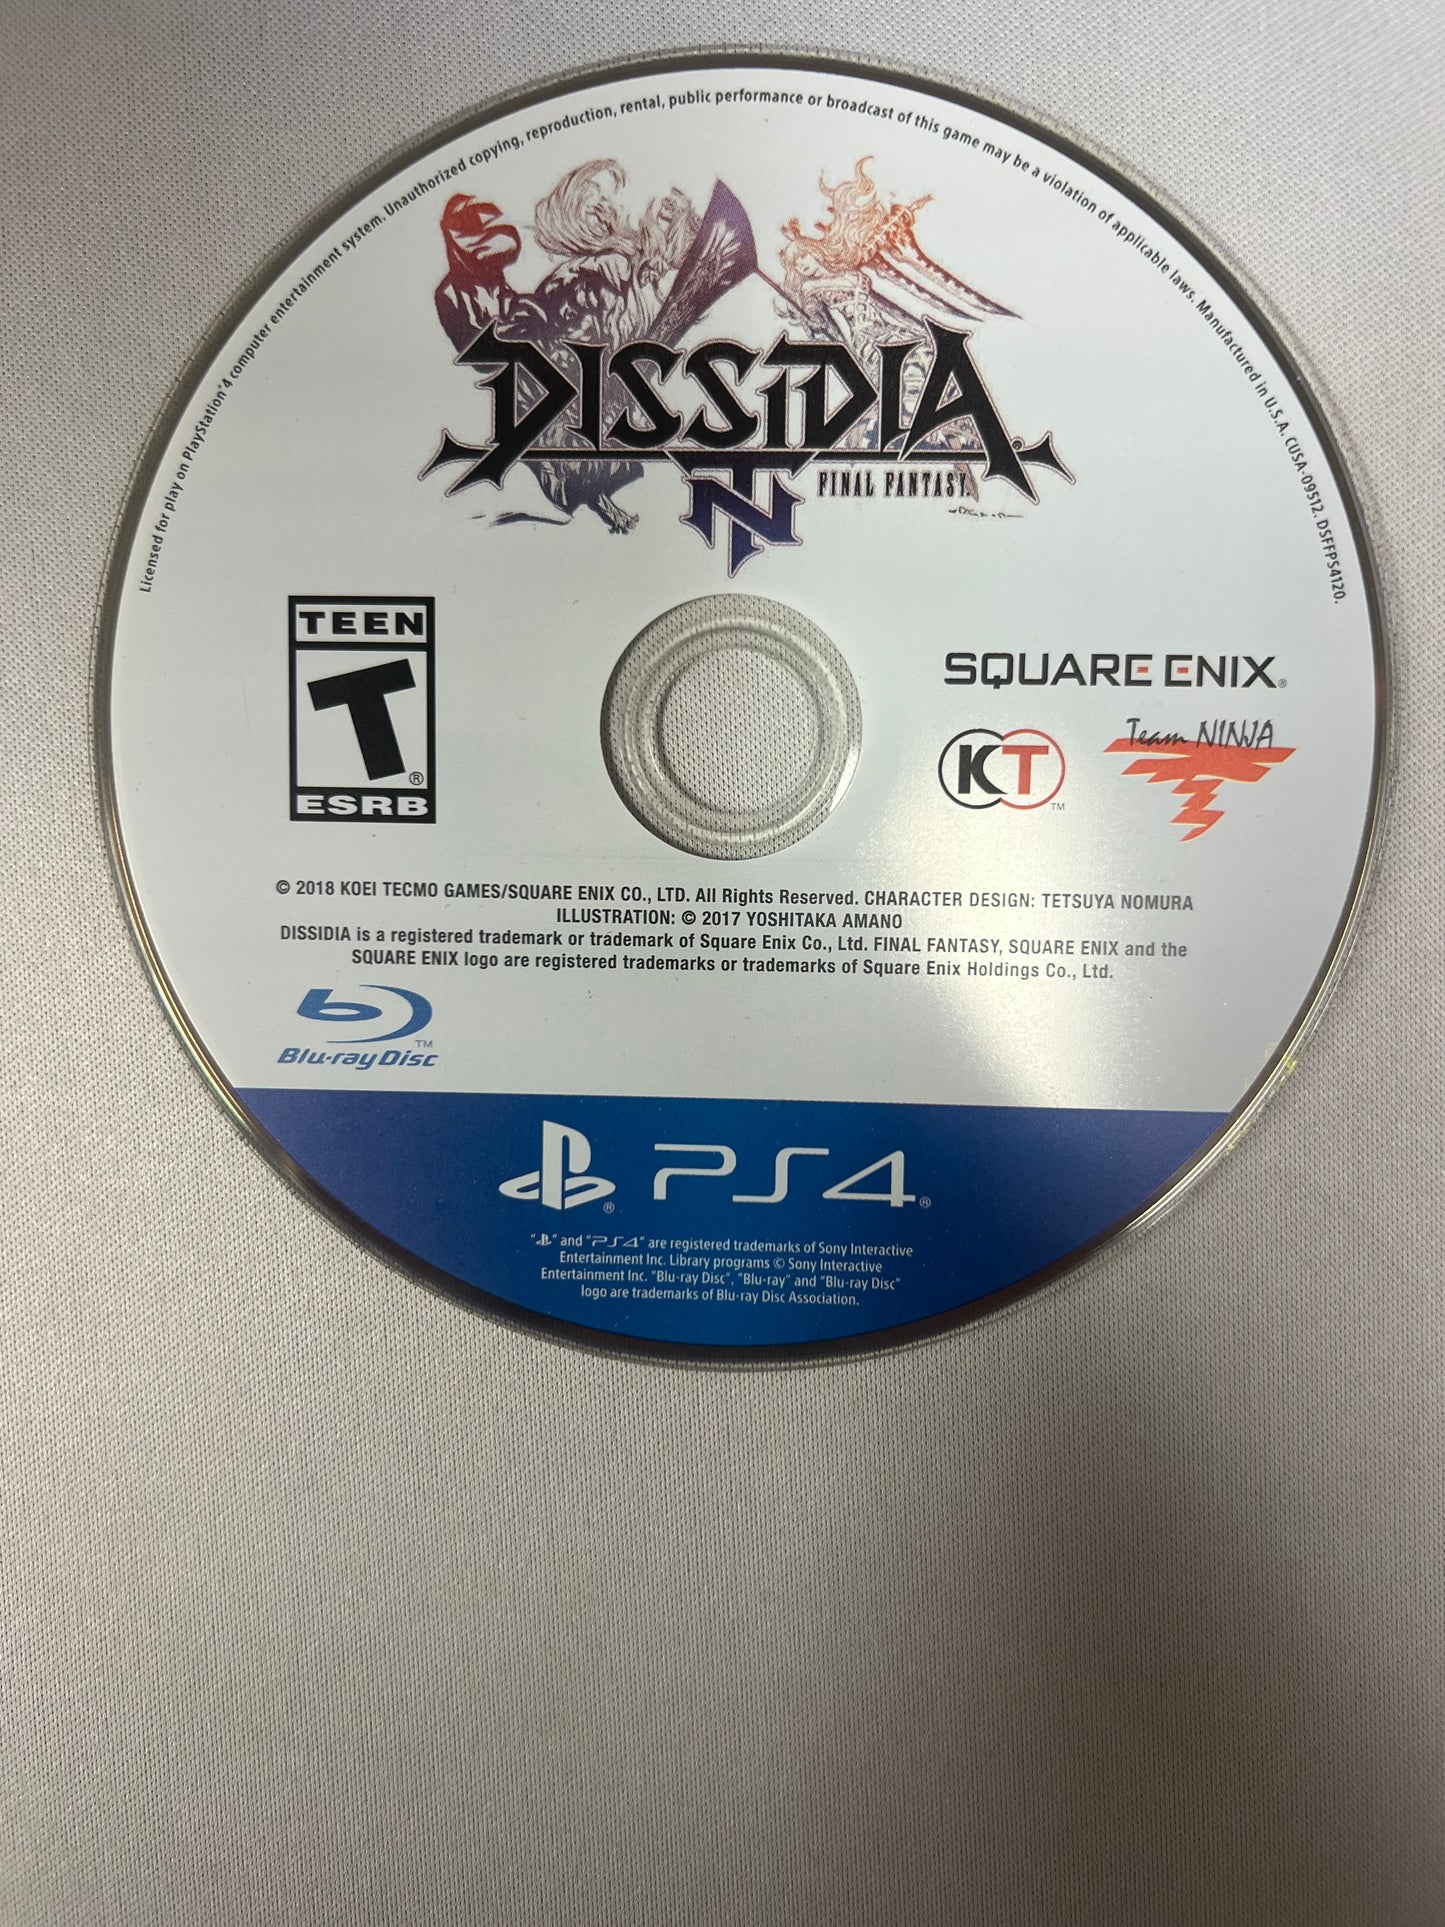 Licensed for play on PlayStation®4 computer entertainment system. Unauthorized copying, reproduction, rental, public performance or broadcast of this game may be a violation of applicable laws. Manufactured in U.S.A. CUSA-09512. DSFFPS4120.
DISSIDIA®
NT
FINAL FANTASY®
TEEN
T®
ESRB
SQUARE ENIX®
KT™
Team NINJA
© 2018 KOEI TECMO GAMES/SQUARE ENIX CO., LTD. All Rights Reserved. CHARACTER DESIGN: TETSUYA NOMURA
ILLUSTRATION: © 2017 YOSHITAKA AMANO
DISSIDIA is a registered trademark or trademark of Square Enix Co., Ltd. FINAL FANTASY, SQUARE ENIX and the
SQUARE ENIX logo are registered trademarks or trademarks of Square Enix Holdings Co., Ltd.
Blu-ray Disc™
PS4®
" " and "PS4" are registered trademarks of Sony Interactive
Entertainment Inc. Library programs © Sony Interactive
Entertainment Inc. "Blu-ray Disc", "Blu-ray" and "Blu-ray Disc"
logo are trademarks of Blu-ray Disc Association.